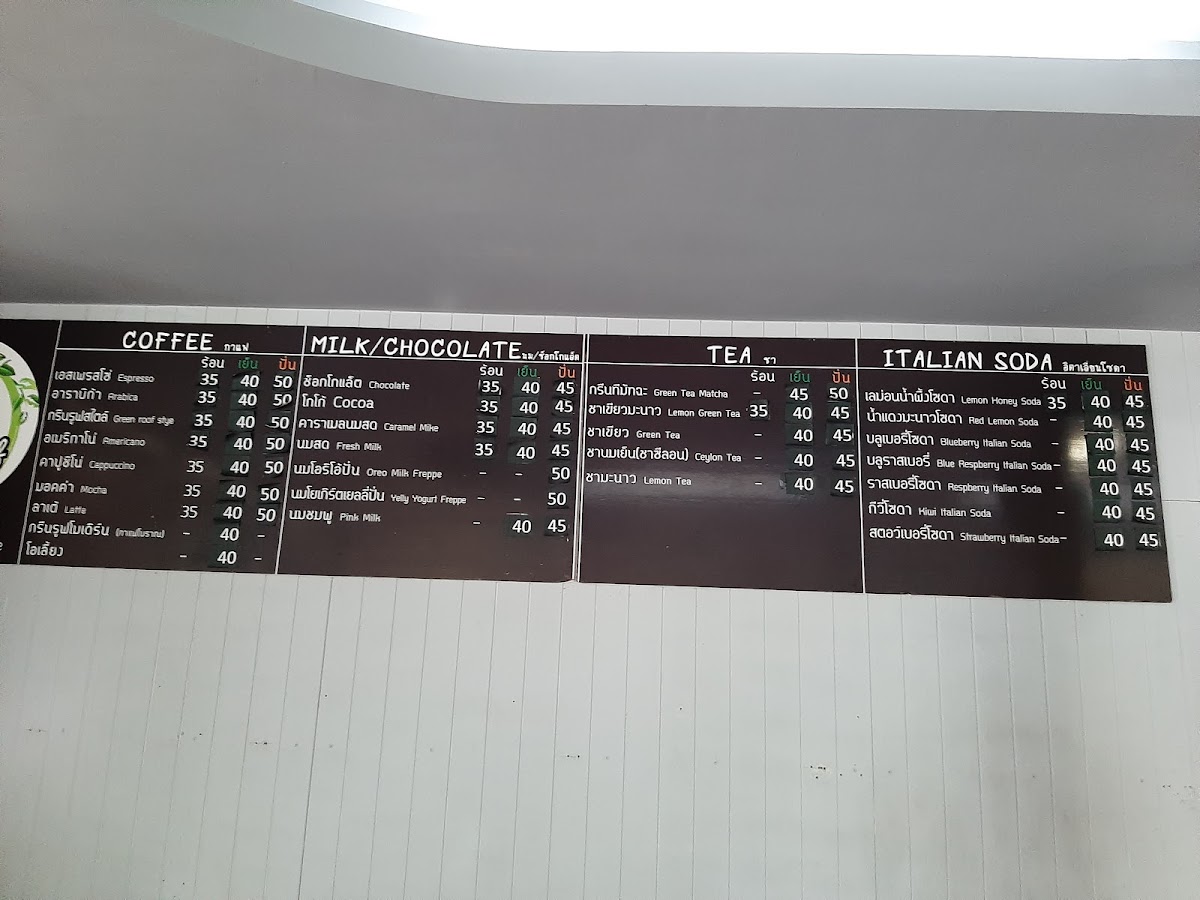 COFFEE กาแฟ
ร้อน เย็น ปั่น
เอสเพรสโซ่ Espresso 35 40 50
อาราบิก้า Arabica 35 40 50
กรีนรูฟสไตล์ Green roof stye 35 40 50
อเมริกาโน่ Americano 35 40 50
คาปูชิโน่ Cappuccino 35 40 50
มอคค่า Mocha 35 40 50
ลาเต้ Latte 35 40 50
กรีนรูฟโมเดิร์น (กาแฟโบราณ) - 40 -
โอเลี้ยง - 40 -
MILK/CHOCOLATE นม/ช็อกโกแล็ต
ร้อน เย็น ปั่น
ช้อกโกแล็ต Chocolate 35 40 45
โกโก้ Cocoa 35 40 45
คาราเมลนมสด Caramel Mike 35 40 45
นมสด Fresh Milk 35 40 45
นมโอริโอ้ปั่น Oreo Milk Freppe - - 50
นมโยเกิร์ตเยลลี่ปั่น Yelly Yogurt Freppe - - 50
นมชมพู Pink Milk - 40 45
TEA ชา
ร้อน เย็น ปั่น
กรีนทีมัทฉะ Green Tea Matcha - 45 50
ชาเขียวมะนาว Lemon Green Tea 35 40 45
ชาเขียว Green Tea - 40 45
ชานมเย็น(ชาซีลอน) Ceylon Tea - 40 45
ชามะนาว Lemon Tea - 40 45
ITALIAN SODA อิตาเลี่ยนโซดา
ร้อน เย็น ปั่น
เลม่อนน้ำผึ้งโซดา Lemon Honey Soda 35 40 45
น้ำแดงมะนาวโซดา Red Lemon Soda - 40 45
บลูเบอรี่โซดา Blueberry Italian Soda - 40 45
บลูราสเบอรี่ Blue Respberry Italian Soda - 40 45
ราสเบอรี่โซดา Respberry Italian Soda - 40 45
กีวี่โซดา Kiwi Italian Soda - 40 45
สตอว์เบอรี่โซดา Strawberry Italian Soda - 40 45